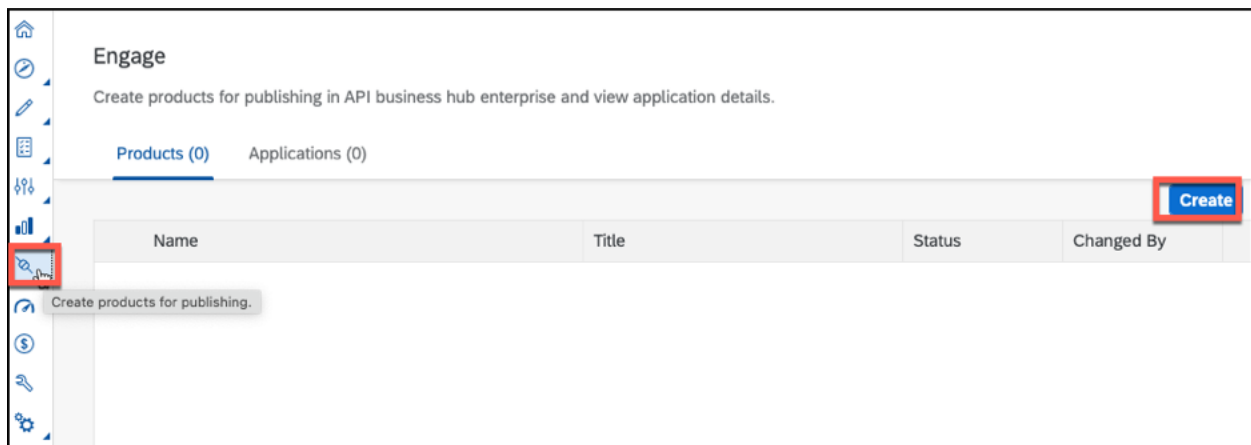 Engage
Create products for publishing in API business hub enterprise and view application details.
Products (0) Applications (0)
Create
Name Title Status Changed By
Create products for publishing.